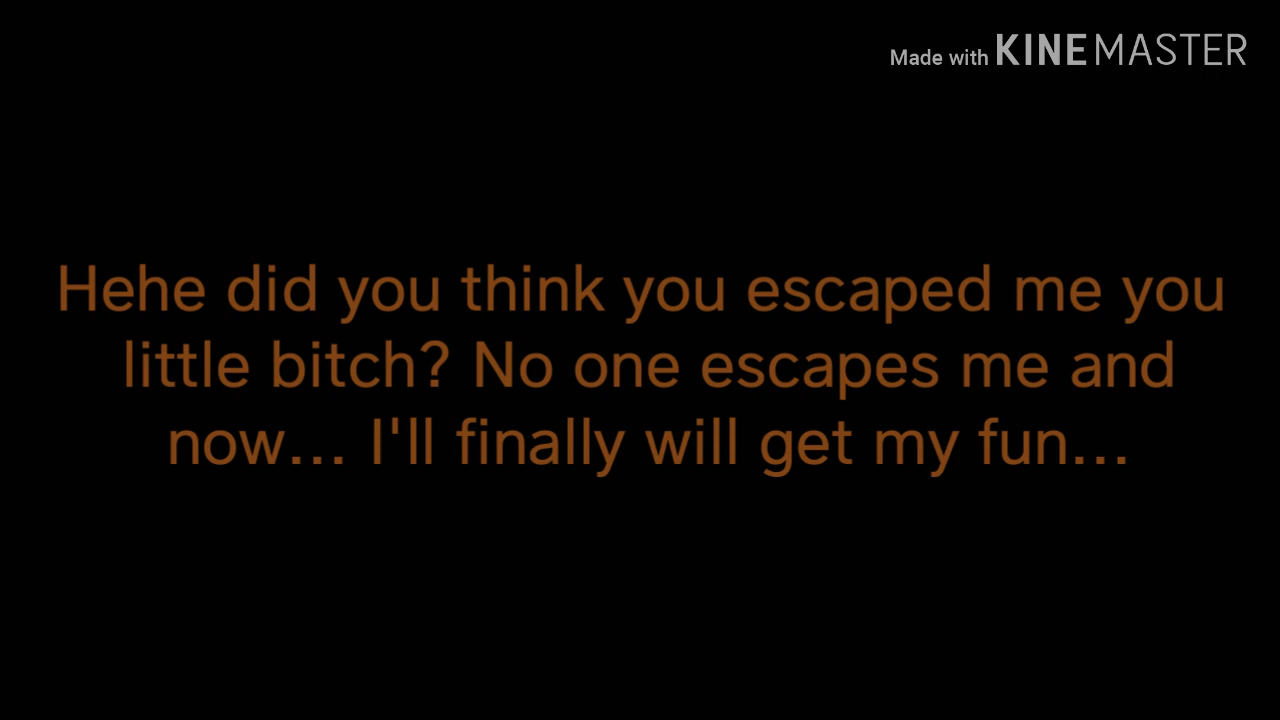 Made with KINEMASTER
Hehe did you think you escaped me you
little bitch? No one escapes me and
now... I'll finally will get my fun...